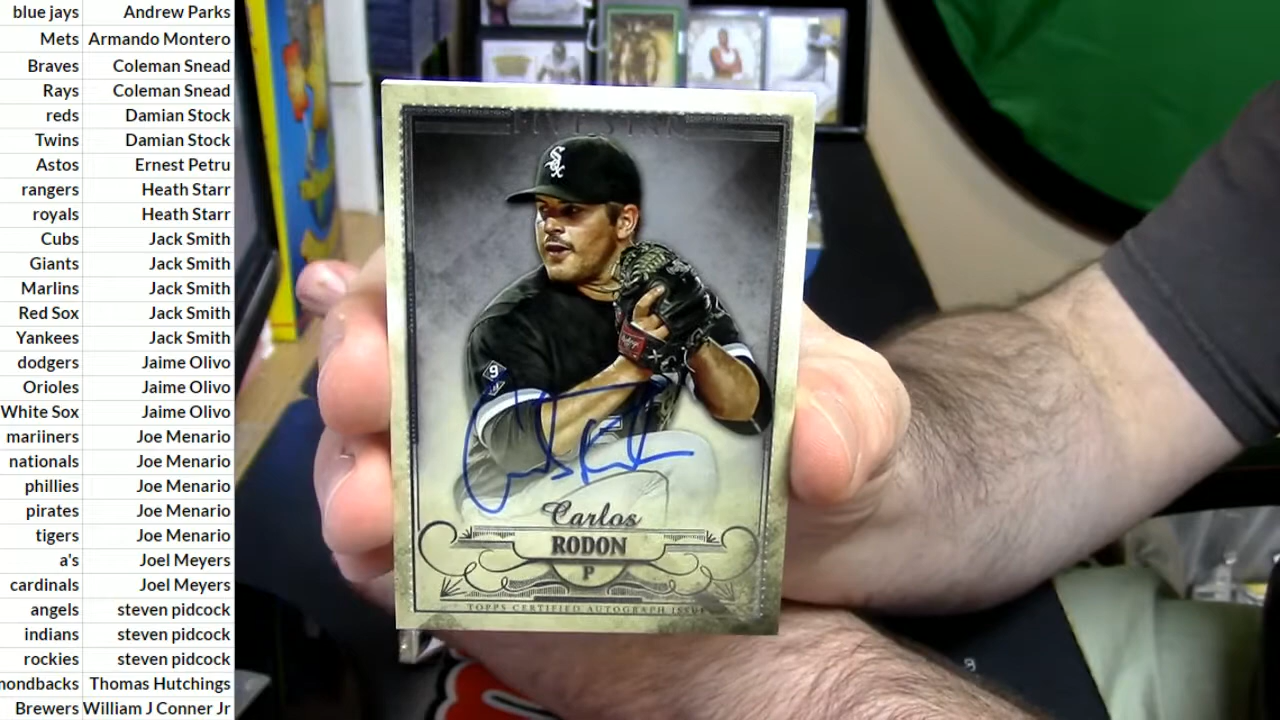 blue jays Andrew Parks
Mets Armando Montero
Braves Coleman Snead
Rays Coleman Snead
reds Damian Stock
Twins Damian Stock
Astos Ernest Petru
rangers Heath Starr
royals Heath Starr
Cubs Jack Smith
Giants Jack Smith
Marlins Jack Smith
Red Sox Jack Smith
Yankees Jack Smith
dodgers Jaime Olivo
Orioles Jaime Olivo
White Sox Jaime Olivo
mariiners Joe Menario
nationals Joe Menario
phillies Joe Menario
pirates Joe Menario
tigers Joe Menario
a's Joel Meyers
cardinals Joel Meyers
angels steven pidcock
indians steven pidcock
rockies steven pidcock
mondbacks Thomas Hutchings
Brewers William J Conner Jr
FIVE STAR
Sox
9
Carlos
RODON
P
TOPPS CERTIFIED AUTOGRAPH ISSUE